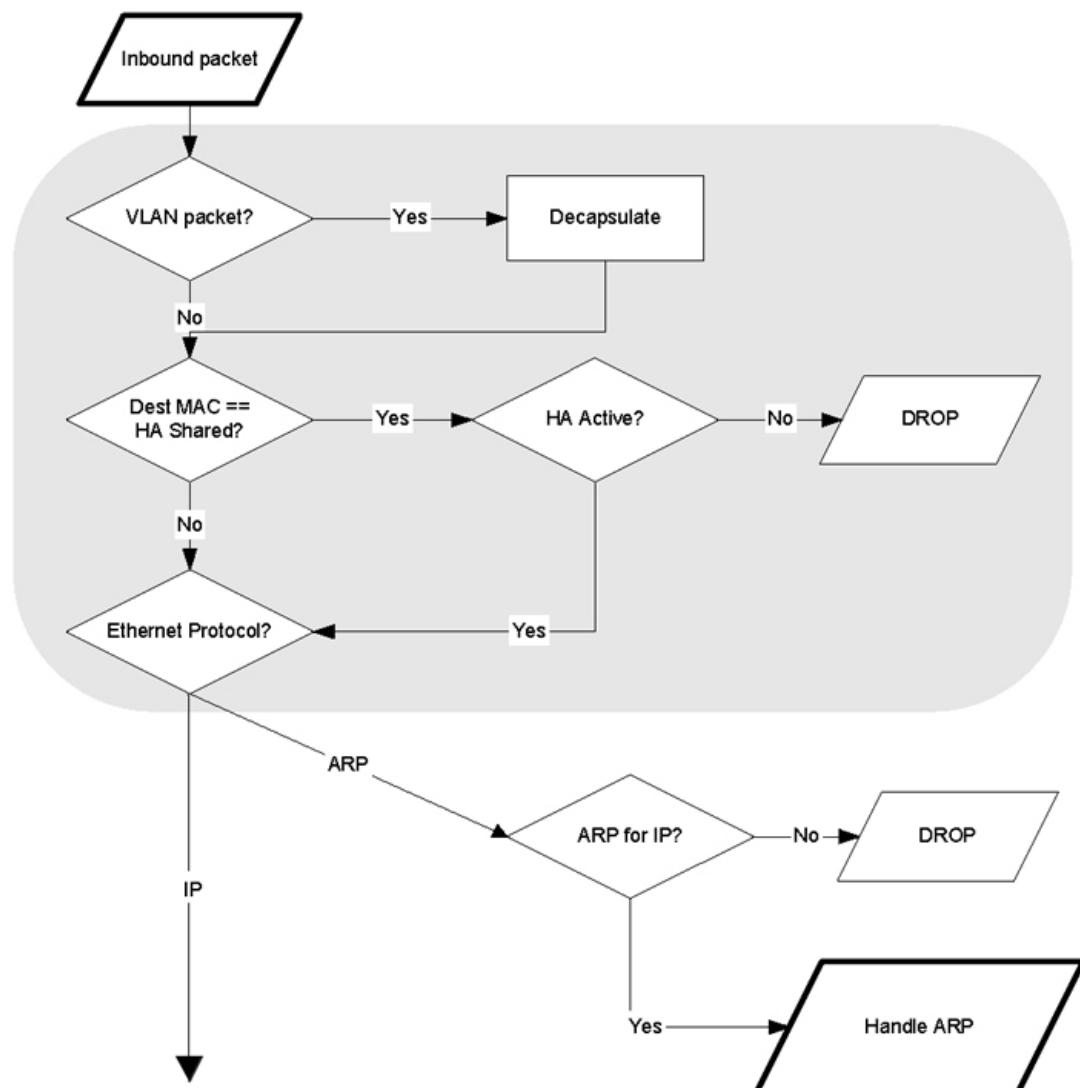 Inbound packet
VLAN packet?
Yes
Decapsulate
No
Dest MAC ==
HA Shared?
Yes
HA Active?
No
DROP
No
Ethernet Protocol?
Yes
ARP
ARP for IP?
No
DROP
IP
Yes
Handle ARP